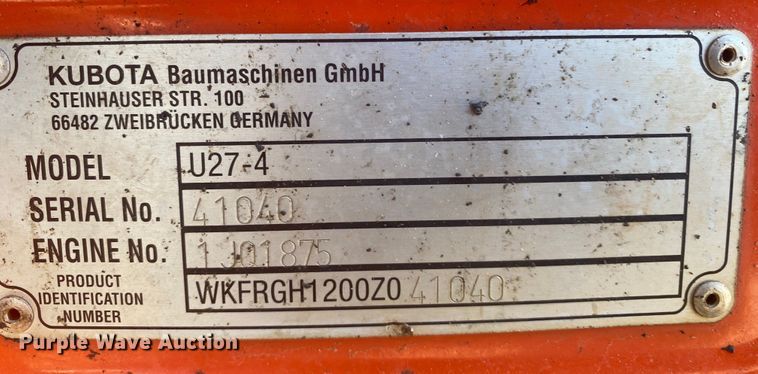 KUBOTA Baumaschinen GmbH
STEINHAUSER STR. 100
66482 ZWEIBRÜCKEN GERMANY
MODEL U27-4
SERIAL No. 41040
ENGINE No. 1J01875
PRODUCT
IDENTIFICATION
NUMBER
WKFRGH1200Z041040
Purple Wave Auction